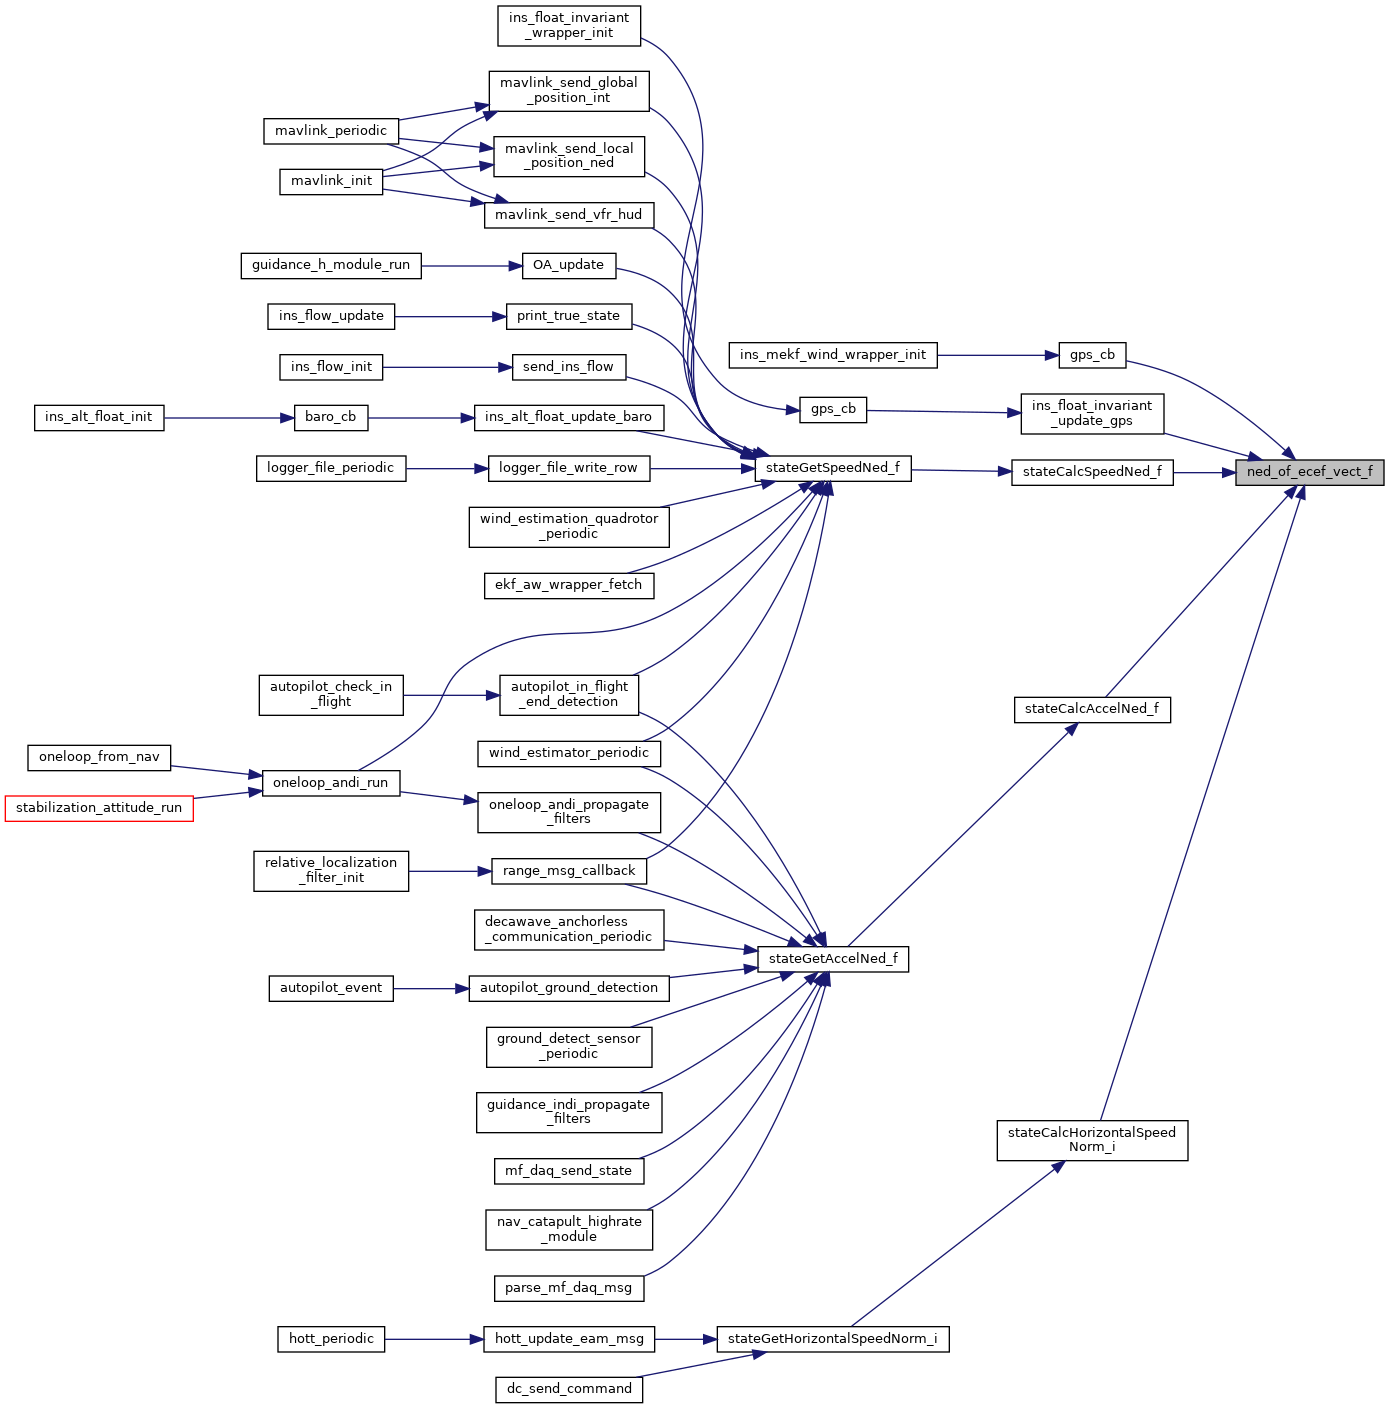 ins_float_invariant
_wrapper_init
mavlink_send_global
_position_int
mavlink_periodic
mavlink_send_local
_position_ned
mavlink_init
mavlink_send_vfr_hud
guidance_h_module_run
OA_update
ins_flow_update
print_true_state
ins_mekf_wind_wrapper_init
gps_cb
ins_flow_init
send_ins_flow
ins_alt_float_init
baro_cb
ins_alt_float_update_baro
gps_cb
ins_float_invariant
_update_gps
logger_file_periodic
logger_file_write_row
stateGetSpeedNed_f
stateCalcSpeedNed_f
ned_of_ecef_vect_f
wind_estimation_quadrotor
_periodic
ekf_aw_wrapper_fetch
autopilot_check_in
_flight
autopilot_in_flight
_end_detection
stateCalcAccelNed_f
oneloop_from_nav
wind_estimator_periodic
oneloop_andi_run
stabilization_attitude_run
oneloop_andi_propagate
_filters
relative_localization
_filter_init
range_msg_callback
decawave_anchorless
_communication_periodic
stateGetAccelNed_f
autopilot_event
autopilot_ground_detection
ground_detect_sensor
_periodic
guidance_indi_propagate
_filters
stateCalcHorizontalSpeed
Norm_i
mf_daq_send_state
nav_catapult_highrate
_module
parse_mf_daq_msg
hott_periodic
hott_update_eam_msg
stateGetHorizontalSpeedNorm_i
dc_send_command